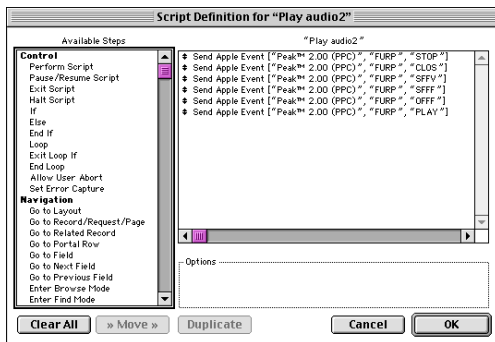 Script Definition for “Play audio2”
Available Steps
Control
Perform Script
Pause/Resume Script
Exit Script
Halt Script
If
Else
End If
Loop
Exit Loop If
End Loop
Allow User Abort
Set Error Capture
Navigation
Go to Layout
Go to Record/Request/Page
Go to Related Record
Go to Portal Row
Go to Field
Go to Next Field
Go to Previous Field
Enter Browse Mode
Enter Find Mode
“Play audio2”
Send Apple Event [“Peak™ 2.00 (PPC)”, “FURP”, “STOP”]
Send Apple Event [“Peak™ 2.00 (PPC)”, “FURP”, “CLOS”]
Send Apple Event [“Peak™ 2.00 (PPC)”, “FURP”, “SFFV”]
Send Apple Event [“Peak™ 2.00 (PPC)”, “FURP”, “SFFF”]
Send Apple Event [“Peak™ 2.00 (PPC)”, “FURP”, “OFFF”]
Send Apple Event [“Peak™ 2.00 (PPC)”, “FURP”, “PLAY”]
Options
Clear All
» Move »
Duplicate
Cancel
OK